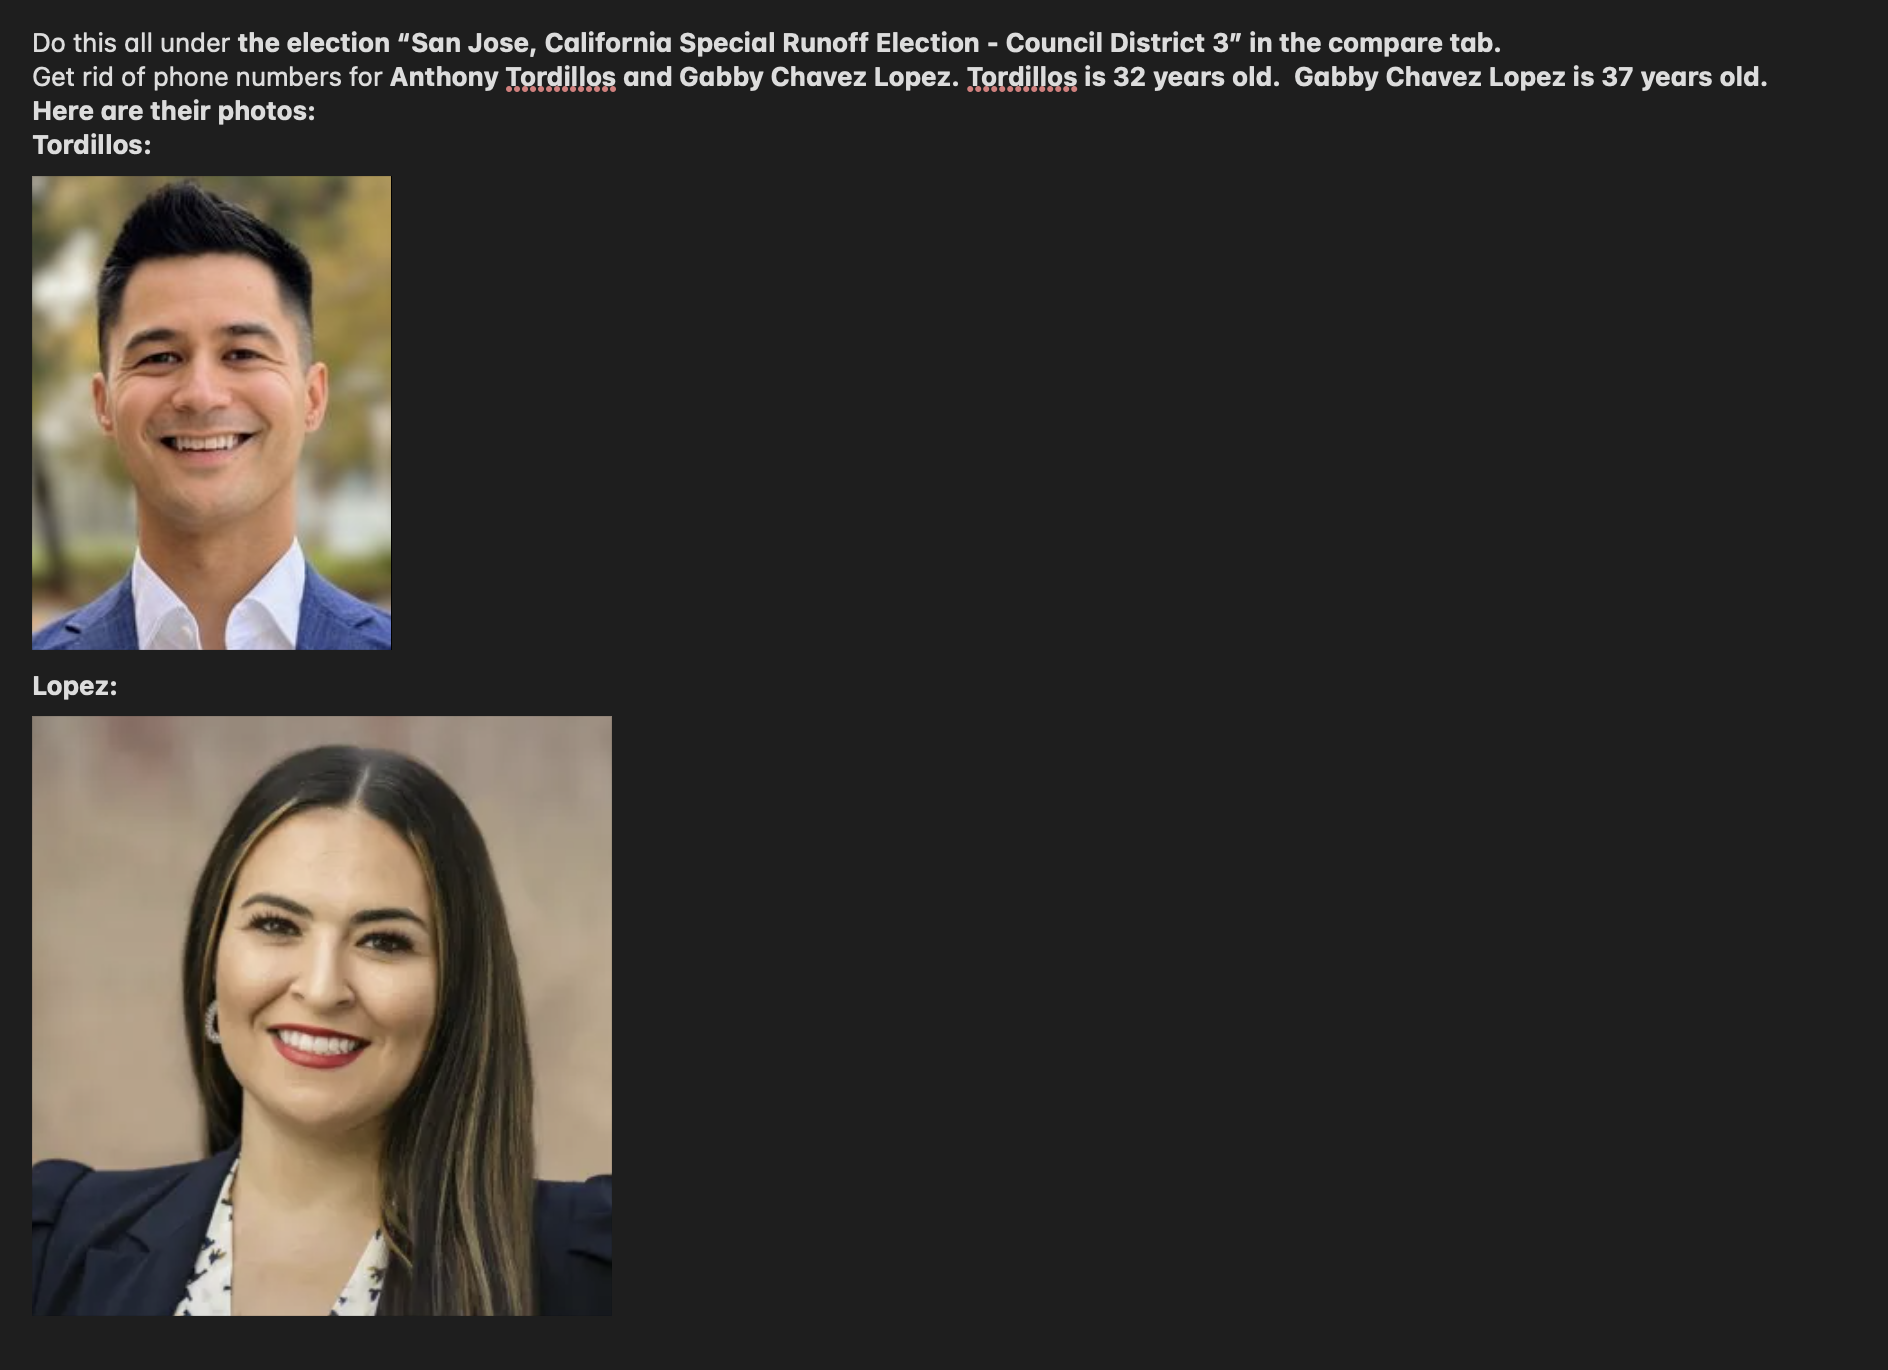 Do this all under the election “San Jose, California Special Runoff Election - Council District 3” in the compare tab.
Get rid of phone numbers for Anthony Tordillos and Gabby Chavez Lopez. Tordillos is 32 years old.  Gabby Chavez Lopez is 37 years old.
Here are their photos:
Tordillos:
Lopez: